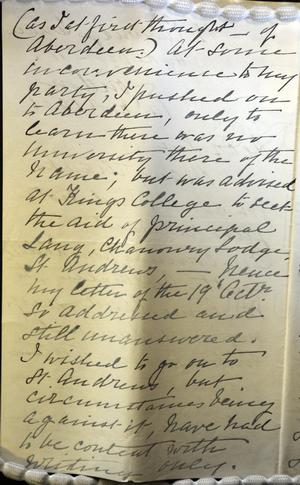 (as I at first thought — of
Aberdeen.) At some
inconvenience to my
party, I pushed on
to Aberdeen, only to
learn there was no
University there of the
name; but was advised
at Kings College to seek
the aid of Principal
Lang, Chanonry Lodge,
St Andrews, — hence
my letter of the 19th Octr
so addressed and
still unanswered.
I wished to go on to
St Andrews, but
circumstances being
against it, have had
to be content with
writing only.